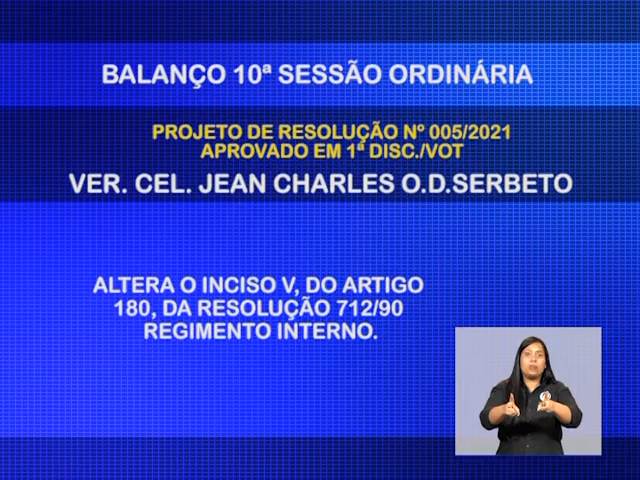 BALANÇO 10ª SESSÃO ORDINÁRIA
PROJETO DE RESOLUÇÃO Nº 005/2021
APROVADO EM 1ª DISC./VOT
VER. CEL. JEAN CHARLES O.D.SERBETO
ALTERA O INCISO V, DO ARTIGO
180, DA RESOLUÇÃO 712/90
REGIMENTO INTERNO.